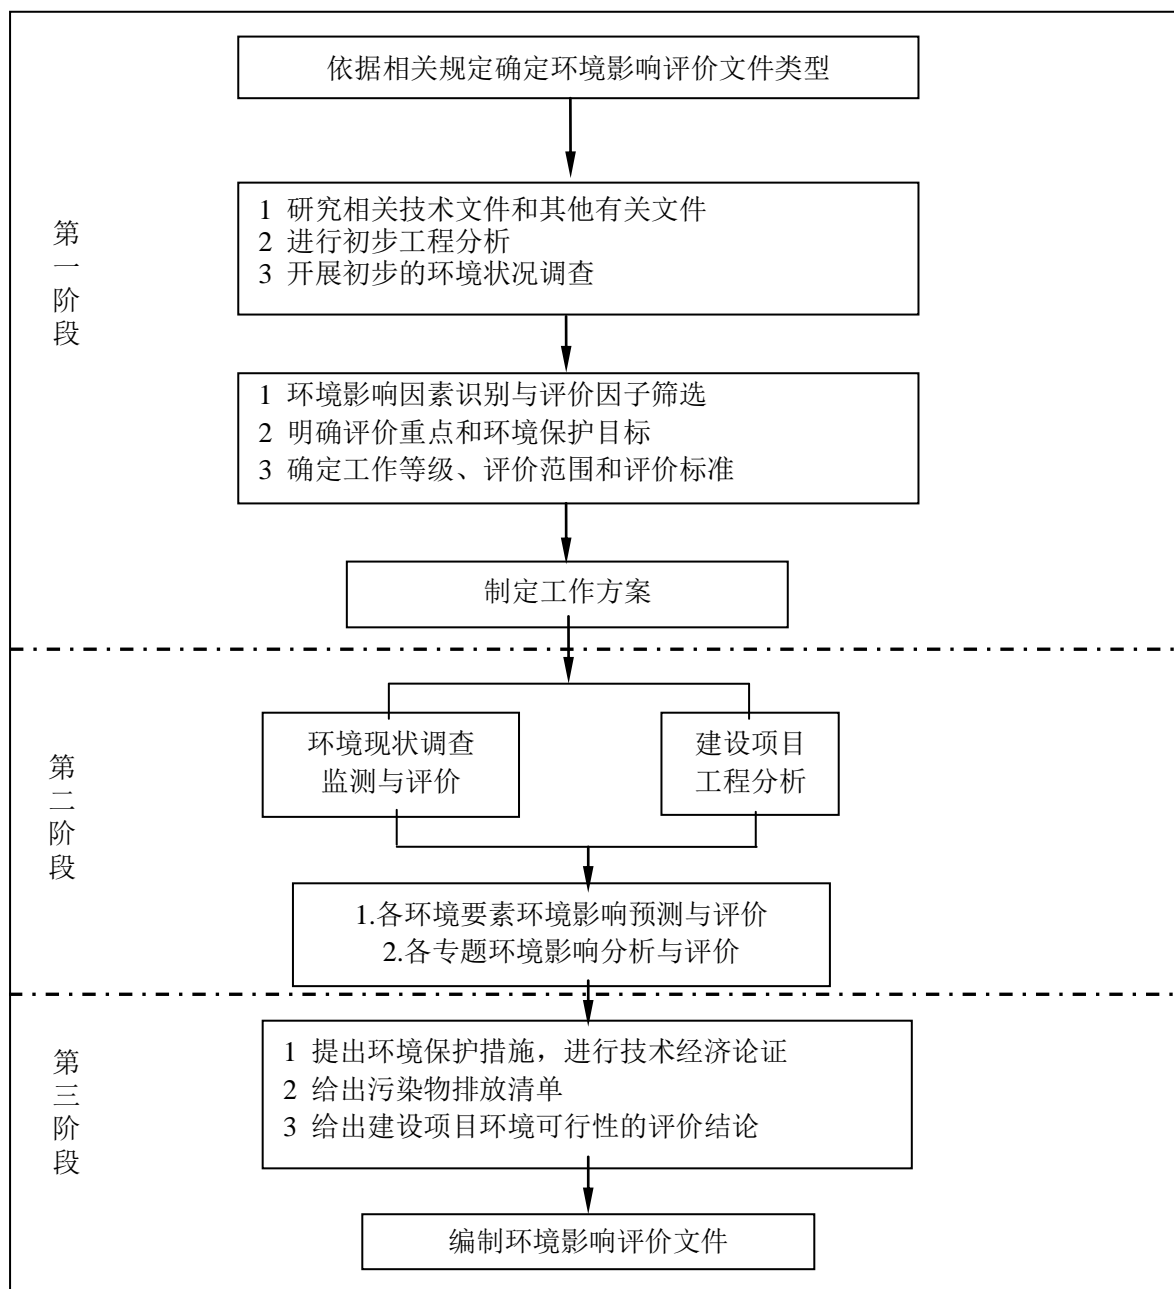 依据相关规定确定环境影响评价文件类型
第一阶段
1 研究相关技术文件和其他有关文件
2 进行初步工程分析
3 开展初步的环境状况调查
1 环境影响因素识别与评价因子筛选
2 明确评价重点和环境保护目标
3 确定工作等级、评价范围和评价标准
制定工作方案
第二阶段
环境现状调查
监测与评价
建设项目
工程分析
1.各环境要素环境影响预测与评价
2.各专题环境影响分析与评价
第三阶段
1 提出环境保护措施，进行技术经济论证
2 给出污染物排放清单
3 给出建设项目环境可行性的评价结论
编制环境影响评价文件